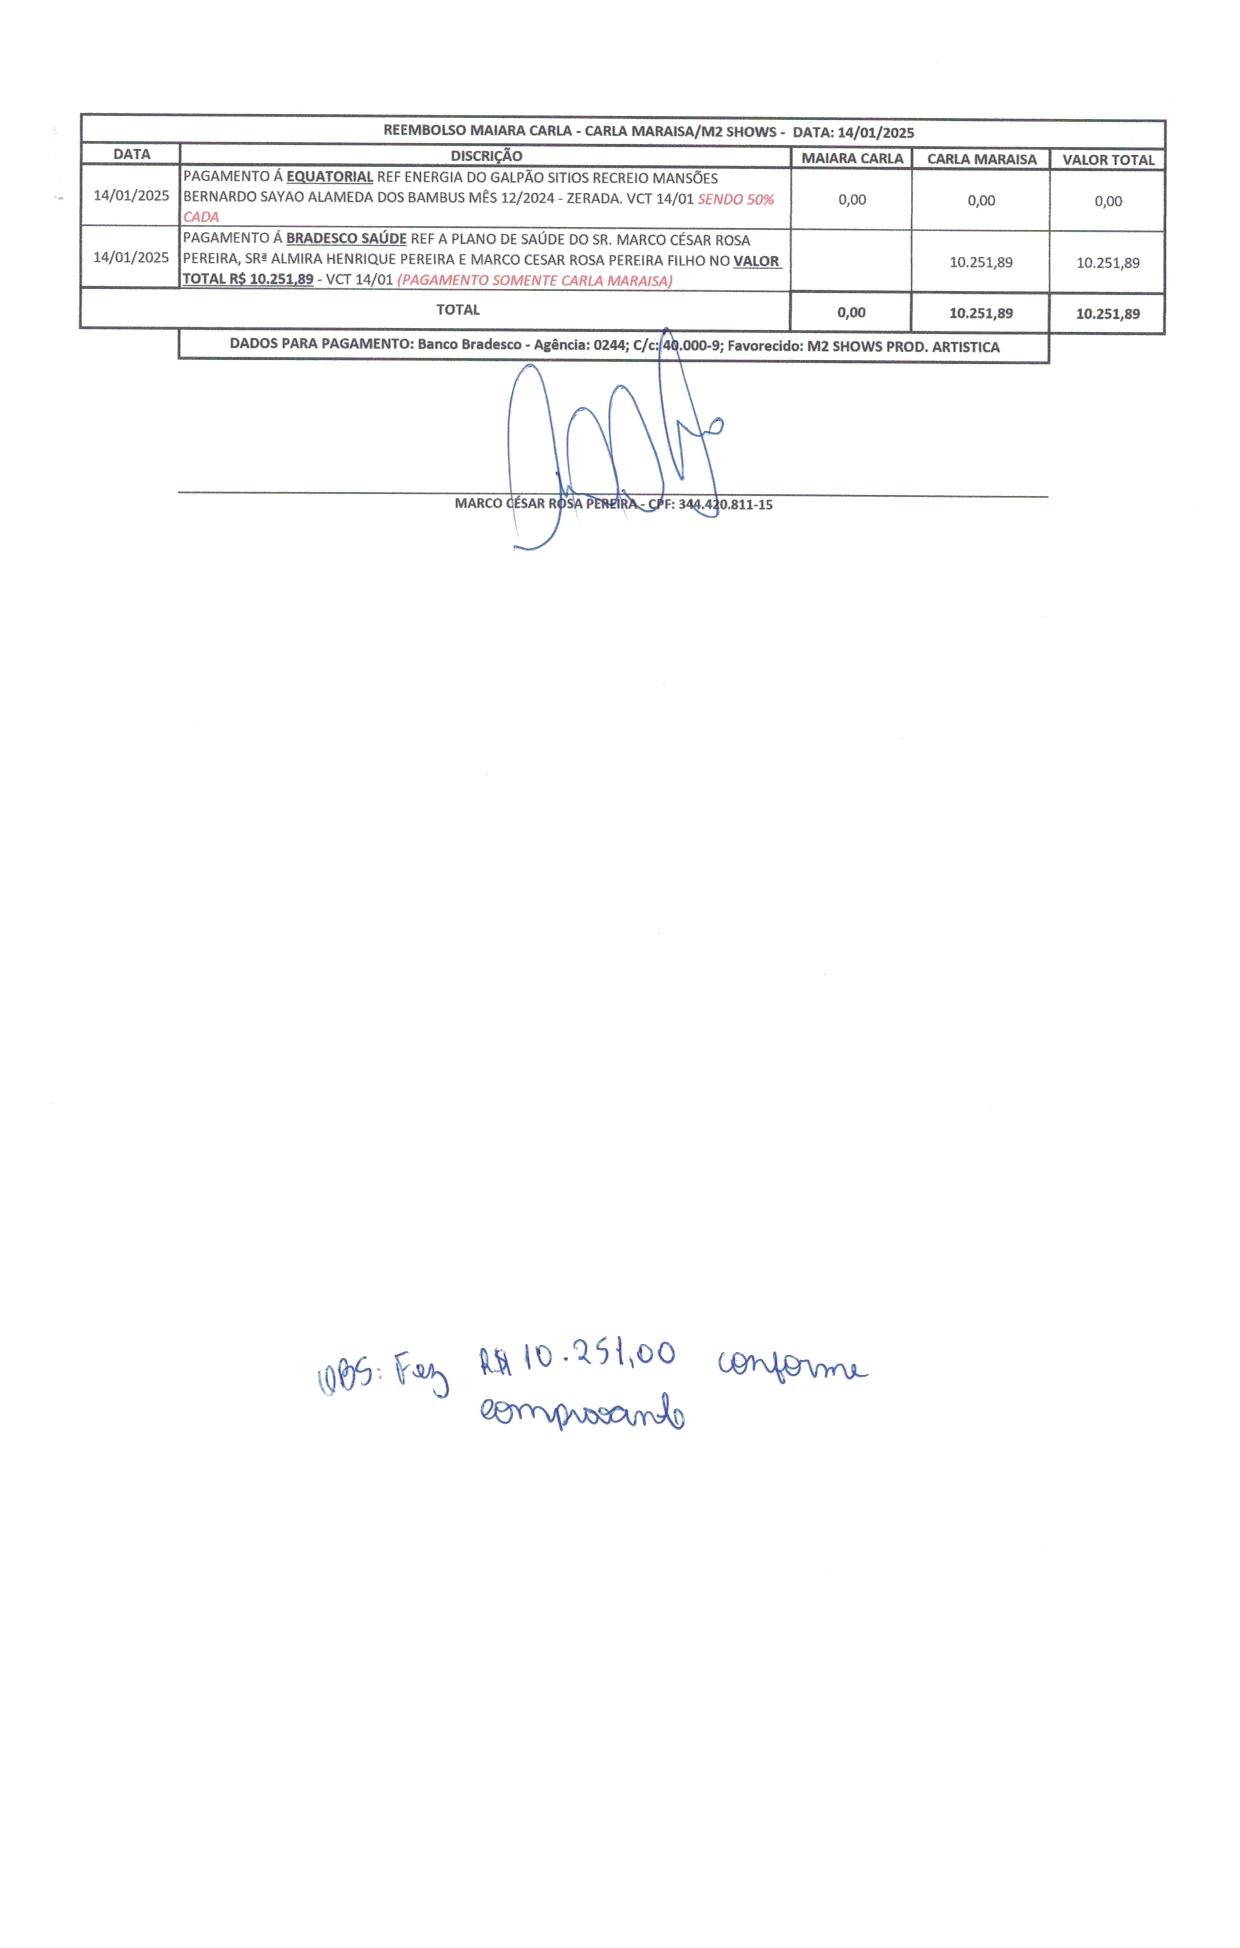 REEMBOLSO MAIARA CARLA - CARLA MARAISA/M2 SHOWS - DATA: 14/01/2025
DATA DISCRIÇÃO MAIARA CARLA CARLA MARAISA VALOR TOTAL
PAGAMENTO Á EQUATORIAL REF ENERGIA DO GALPÃO SITIOS RECREIO MANSÕES
14/01/2025 BERNARDO SAYAO ALAMEDA DOS BAMBUS MÊS 12/2024 - ZERADA. VCT 14/01 SENDO 50% 0,00 0,00 0,00
CADA
PAGAMENTO Á BRADESCO SAÚDE REF A PLANO DE SAÚDE DO SR. MARCO CÉSAR ROSA
14/01/2025 PEREIRA, SRª ALMIRA HENRIQUE PEREIRA E MARCO CESAR ROSA PEREIRA FILHO NO VALOR 10.251,89 10.251,89
TOTAL R$ 10.251,89 - VCT 14/01 (PAGAMENTO SOMENTE CARLA MARAISA)
TOTAL 0,00 10.251,89 10.251,89
DADOS PARA PAGAMENTO: Banco Bradesco - Agência: 0244; C/c: 40.000-9; Favorecido: M2 SHOWS PROD. ARTISTICA
MARCO CÉSAR ROSA PEREIRA - CPF: 344.420.811-15
OBS: Fez R$ 10.251,00 conforme